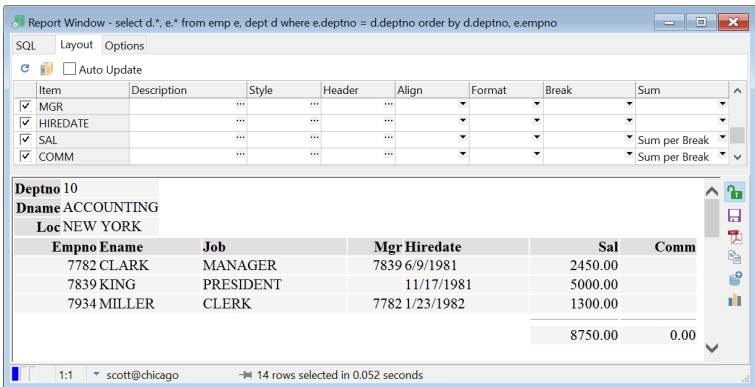 Report Window - select d.*, e.* from emp e, dept d where e.deptno = d.deptno order by d.deptno, e.empno
SQL Layout Options
Auto Update
Item Description Style Header Align Format Break Sum
MGR ... ... ...
HIREDATE ... ... ...
SAL ... ... ... Sum per Break
COMM ... ... ... Sum per Break
Deptno 10
Dname ACCOUNTING
Loc NEW YORK
Empno Ename Job Mgr Hiredate Sal Comm
7782 CLARK MANAGER 7839 6/9/1981 2450.00
7839 KING PRESIDENT 11/17/1981 5000.00
7934 MILLER CLERK 7782 1/23/1982 1300.00
8750.00 0.00
1:1 scott@chicago 14 rows selected in 0.052 seconds